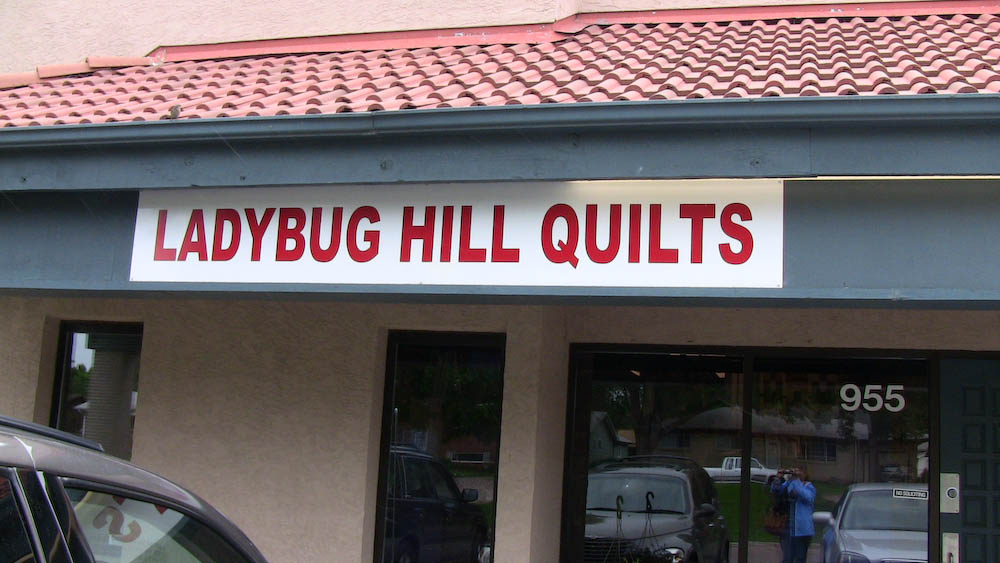 LADYBUG HILL QUILTS
955
NO SOLICITING